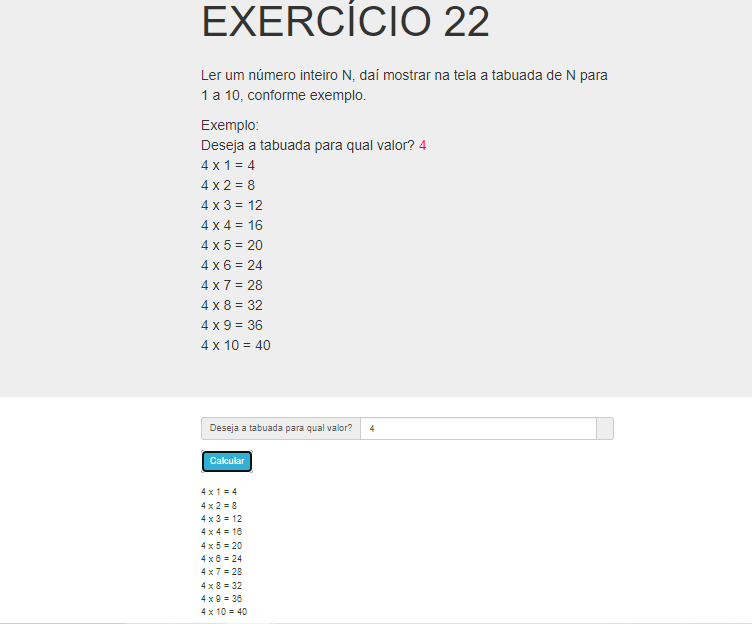 EXERCÍCIO 22
Ler um número inteiro N, daí mostrar na tela a tabuada de N para
1 a 10, conforme exemplo.
Exemplo:
Deseja a tabuada para qual valor? 4
4 x 1 = 4
4 x 2 = 8
4 x 3 = 12
4 x 4 = 16
4 x 5 = 20
4 x 6 = 24
4 x 7 = 28
4 x 8 = 32
4 x 9 = 36
4 x 10 = 40
Deseja a tabuada para qual valor? 4
Calcular
4 x 1 = 4
4 x 2 = 8
4 x 3 = 12
4 x 4 = 16
4 x 5 = 20
4 x 6 = 24
4 x 7 = 28
4 x 8 = 32
4 x 9 = 36
4 x 10 = 40